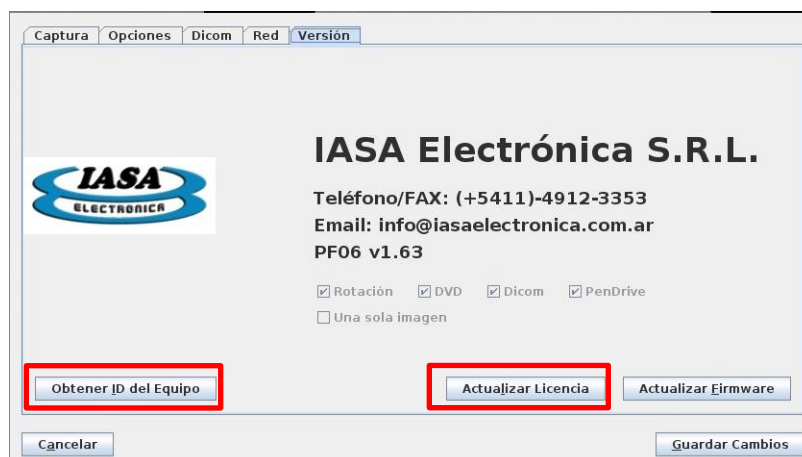 Captura Opciones Dicom Red Versión
IASA Electrónica S.R.L.
IASA
ELECTRONICA
Teléfono/FAX: (+5411)-4912-3353
Email: info@iasaelectronica.com.ar
PF06 v1.63
Rotación DVD Dicom PenDrive
Una sola imagen
Obtener ID del Equipo Actualizar Licencia Actualizar Firmware
Cancelar Guardar Cambios